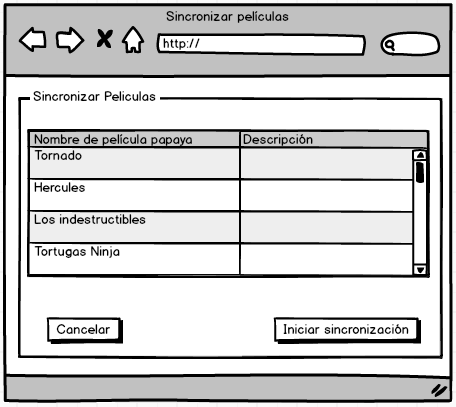 Sincronizar películas
http://
Sincronizar Peliculas
Nombre de película papaya Descripción
Tornado
Hercules
Los indestructibles
Tortugas Ninja
Cancelar Iniciar sincronización